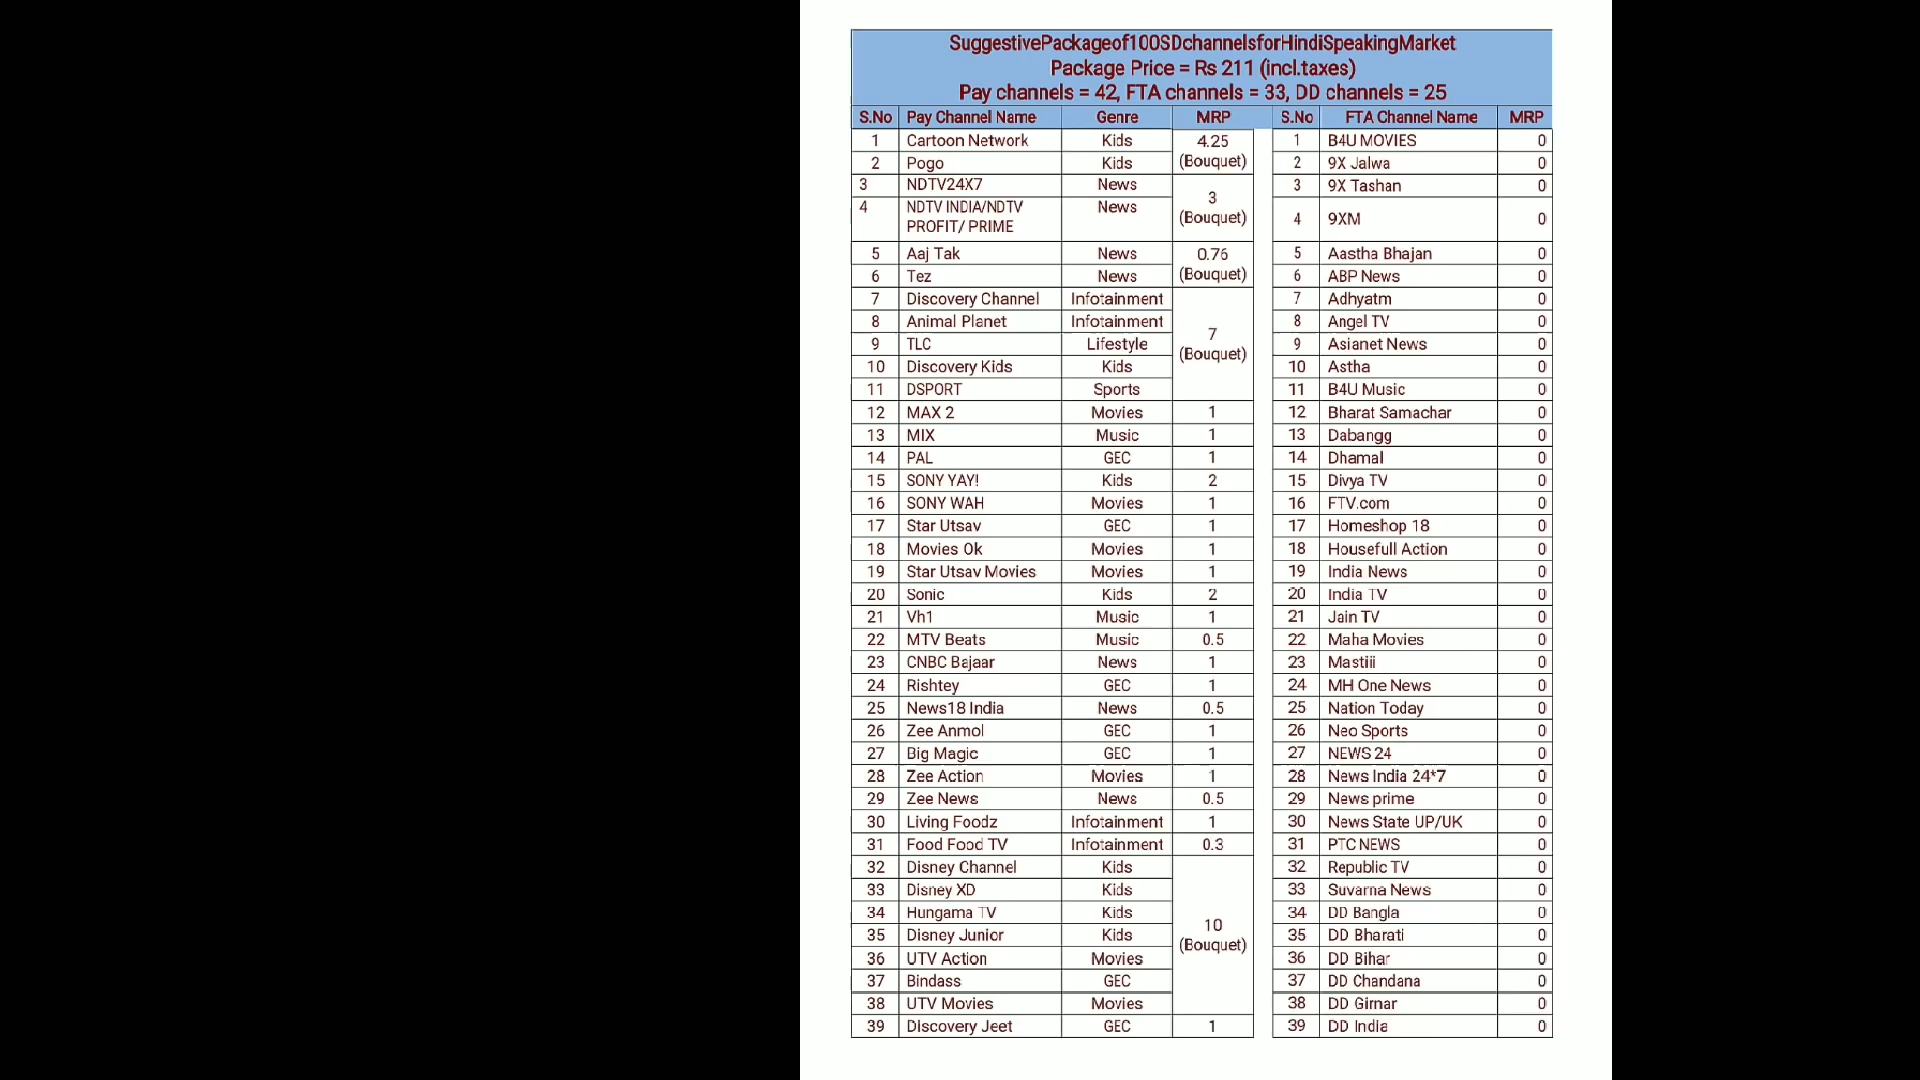 SuggestivePackageof100SDchannelsforHindiSpeakingMarket
Package Price = Rs 211 (incl.taxes)
Pay channels = 42, FTA channels = 33, DD channels = 25
S.No Pay Channel Name Genre MRP S.No FTA Channel Name MRP
1 Cartoon Network Kids 4.25 (Bouquet) 1 B4U MOVIES 0
2 Pogo Kids 2 9X Jalwa 0
3 NDTV24X7 News 3 (Bouquet) 3 9X Tashan 0
4 NDTV INDIA/NDTV PROFIT/ PRIME News 4 9XM 0
5 Aaj Tak News 0.76 (Bouquet) 5 Aastha Bhajan 0
6 Tez News 6 ABP News 0
7 Discovery Channel Infotainment 7 (Bouquet) 7 Adhyatm 0
8 Animal Planet Infotainment 8 Angel TV 0
9 TLC Lifestyle 9 Asianet News 0
10 Discovery Kids Kids 10 Astha 0
11 DSPORT Sports 11 B4U Music 0
12 MAX 2 Movies 1 12 Bharat Samachar 0
13 MIX Music 1 13 Dabangg 0
14 PAL GEC 1 14 Dhamal 0
15 SONY YAY! Kids 2 15 Divya TV 0
16 SONY WAH Movies 1 16 FTV.com 0
17 Star Utsav GEC 1 17 Homeshop 18 0
18 Movies Ok Movies 1 18 Housefull Action 0
19 Star Utsav Movies Movies 1 19 India News 0
20 Sonic Kids 2 20 India TV 0
21 Vh1 Music 1 21 Jain TV 0
22 MTV Beats Music 0.5 22 Maha Movies 0
23 CNBC Bajaar News 1 23 Mastiii 0
24 Rishtey GEC 1 24 MH One News 0
25 News18 India News 0.5 25 Nation Today 0
26 Zee Anmol GEC 1 26 Neo Sports 0
27 Big Magic GEC 1 27 NEWS 24 0
28 Zee Action Movies 1 28 News India 24*7 0
29 Zee News News 0.5 29 News prime 0
30 Living Foodz Infotainment 1 30 News State UP/UK 0
31 Food Food TV Infotainment 0.3 31 PTC NEWS 0
32 Disney Channel Kids 10 (Bouquet) 32 Republic TV 0
33 Disney XD Kids 33 Suvarna News 0
34 Hungama TV Kids 34 DD Bangla 0
35 Disney Junior Kids 35 DD Bharati 0
36 UTV Action Movies 36 DD Bihar 0
37 Bindass GEC 37 DD Chandana 0
38 UTV Movies Movies 38 DD Girnar 0
39 DIscovery Jeet GEC 1 39 DD India 0